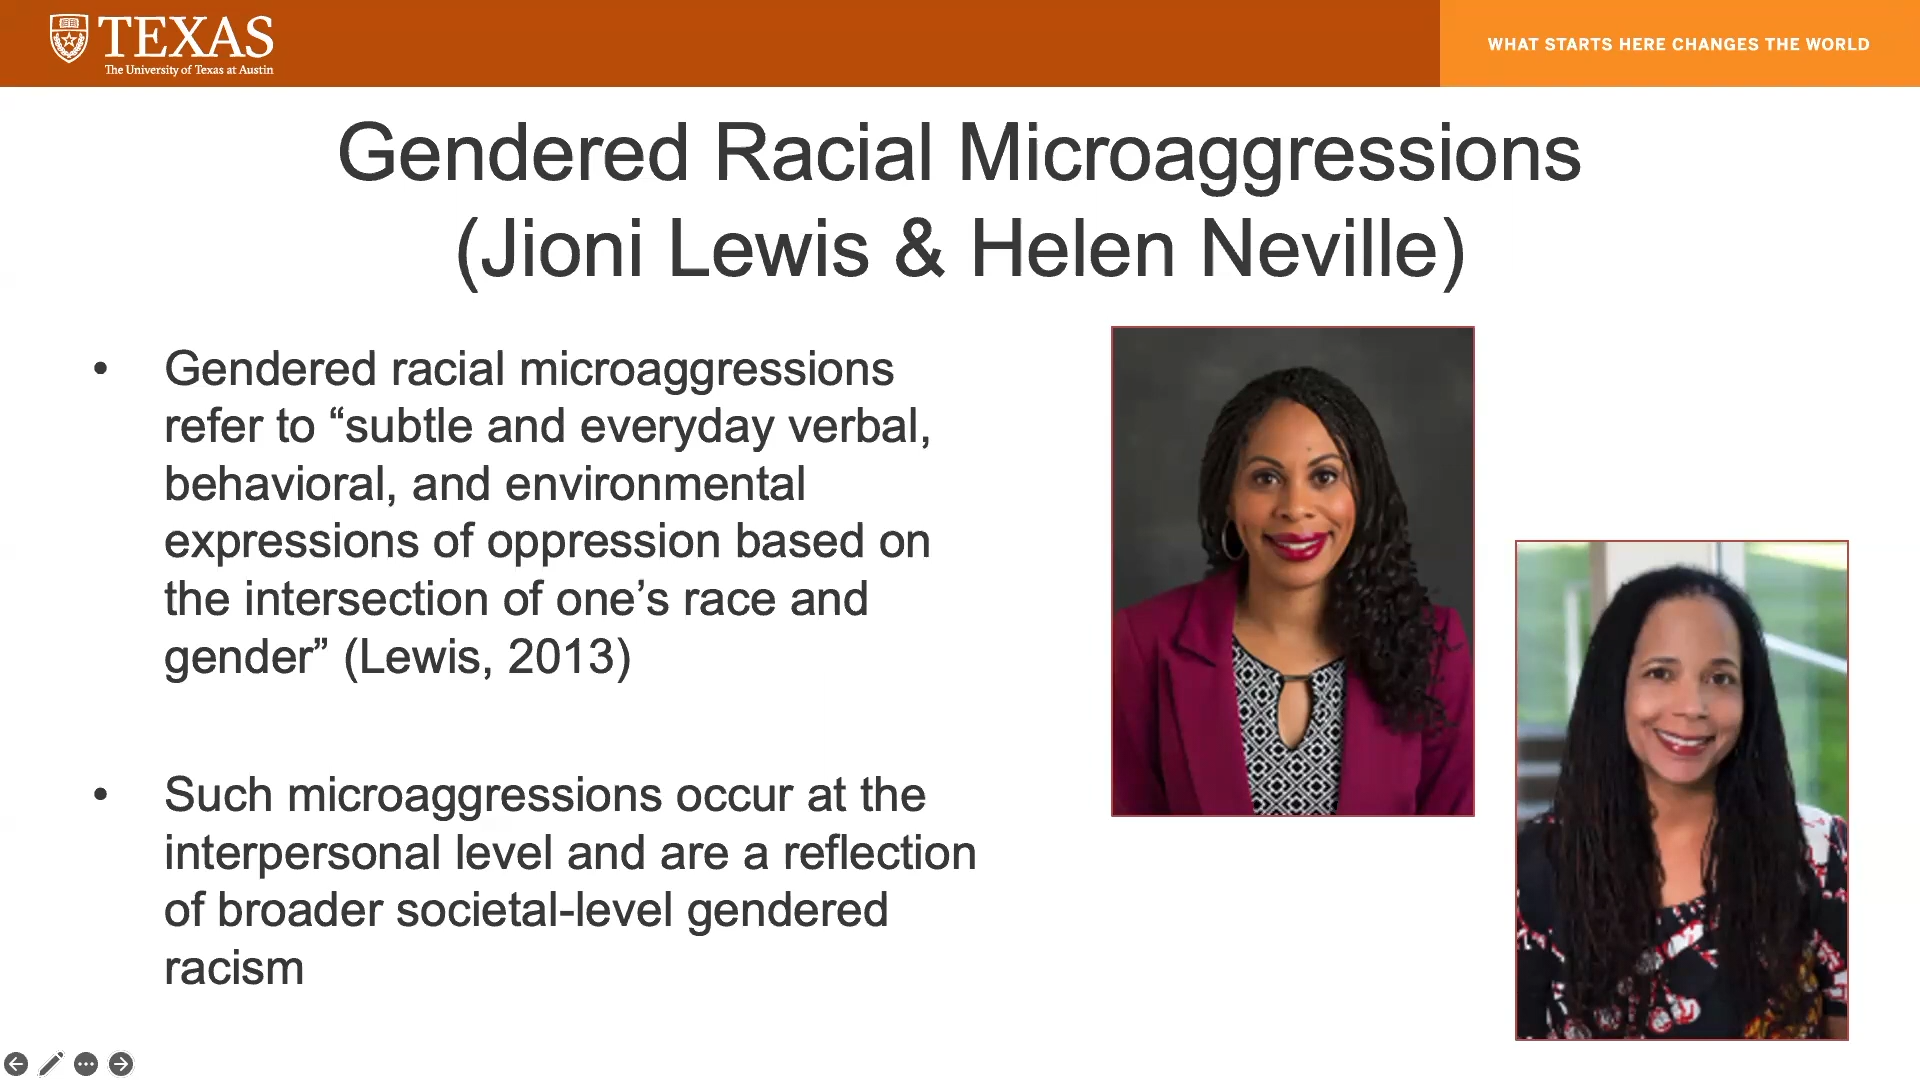 TEXAS
The University of Texas at Austin
WHAT STARTS HERE CHANGES THE WORLD
Gendered Racial Microaggressions
(Jioni Lewis & Helen Neville)
• Gendered racial microaggressions
refer to “subtle and everyday verbal,
behavioral, and environmental
expressions of oppression based on
the intersection of one’s race and
gender” (Lewis, 2013)
• Such microaggressions occur at the
interpersonal level and are a reflection
of broader societal-level gendered
racism